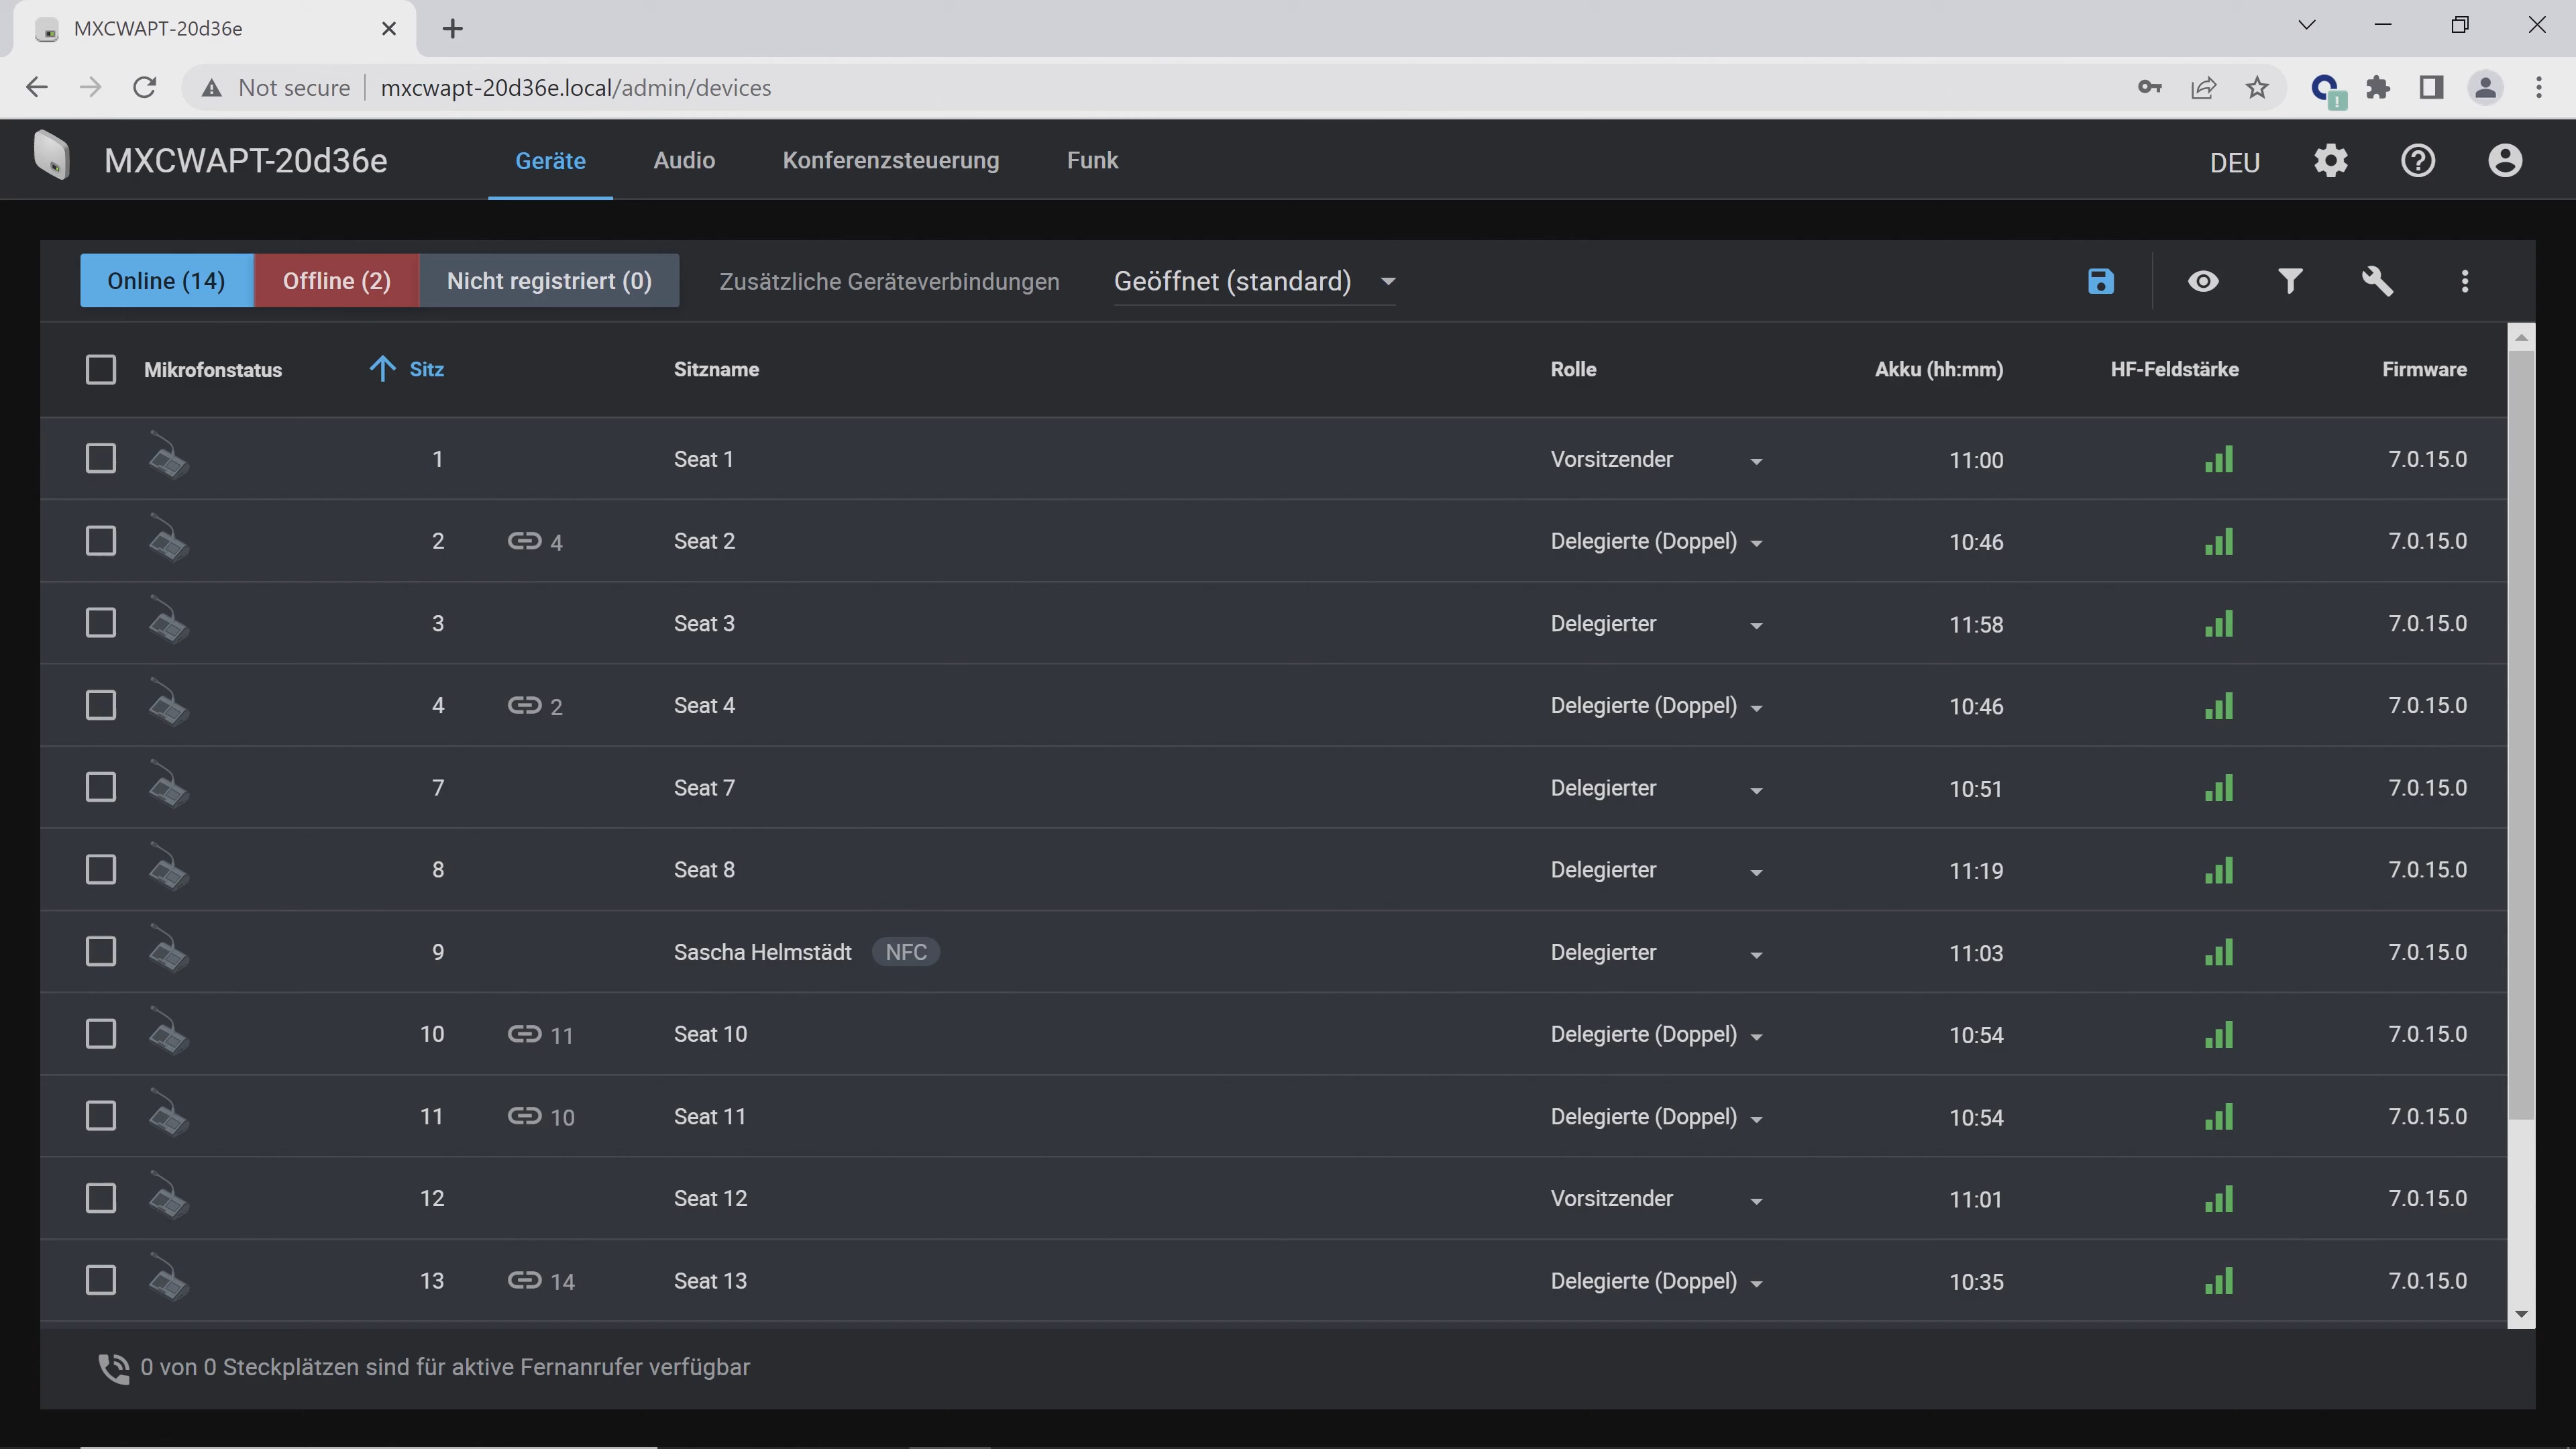 MXCWAPT-20d36e
Not secure mxcwapt-20d36e.local/admin/devices
MXCWAPT-20d36e Geräte Audio Konferenzsteuerung Funk DEU
Online (14) Offline (2) Nicht registriert (0) Zusätzliche Geräteverbindungen Geöffnet (standard)
Mikrofonstatus Sitz Sitzname Rolle Akku (hh:mm) HF-Feldstärke Firmware
1 Seat 1 Vorsitzender 11:00 7.0.15.0
2 4 Seat 2 Delegierte (Doppel) 10:46 7.0.15.0
3 Seat 3 Delegierter 11:58 7.0.15.0
4 2 Seat 4 Delegierte (Doppel) 10:46 7.0.15.0
7 Seat 7 Delegierter 10:51 7.0.15.0
8 Seat 8 Delegierter 11:19 7.0.15.0
9 Sascha Helmstädt NFC Delegierter 11:03 7.0.15.0
10 11 Seat 10 Delegierte (Doppel) 10:54 7.0.15.0
11 10 Seat 11 Delegierte (Doppel) 10:54 7.0.15.0
12 Seat 12 Vorsitzender 11:01 7.0.15.0
13 14 Seat 13 Delegierte (Doppel) 10:35 7.0.15.0
0 von 0 Steckplätzen sind für aktive Fernanrufer verfügbar